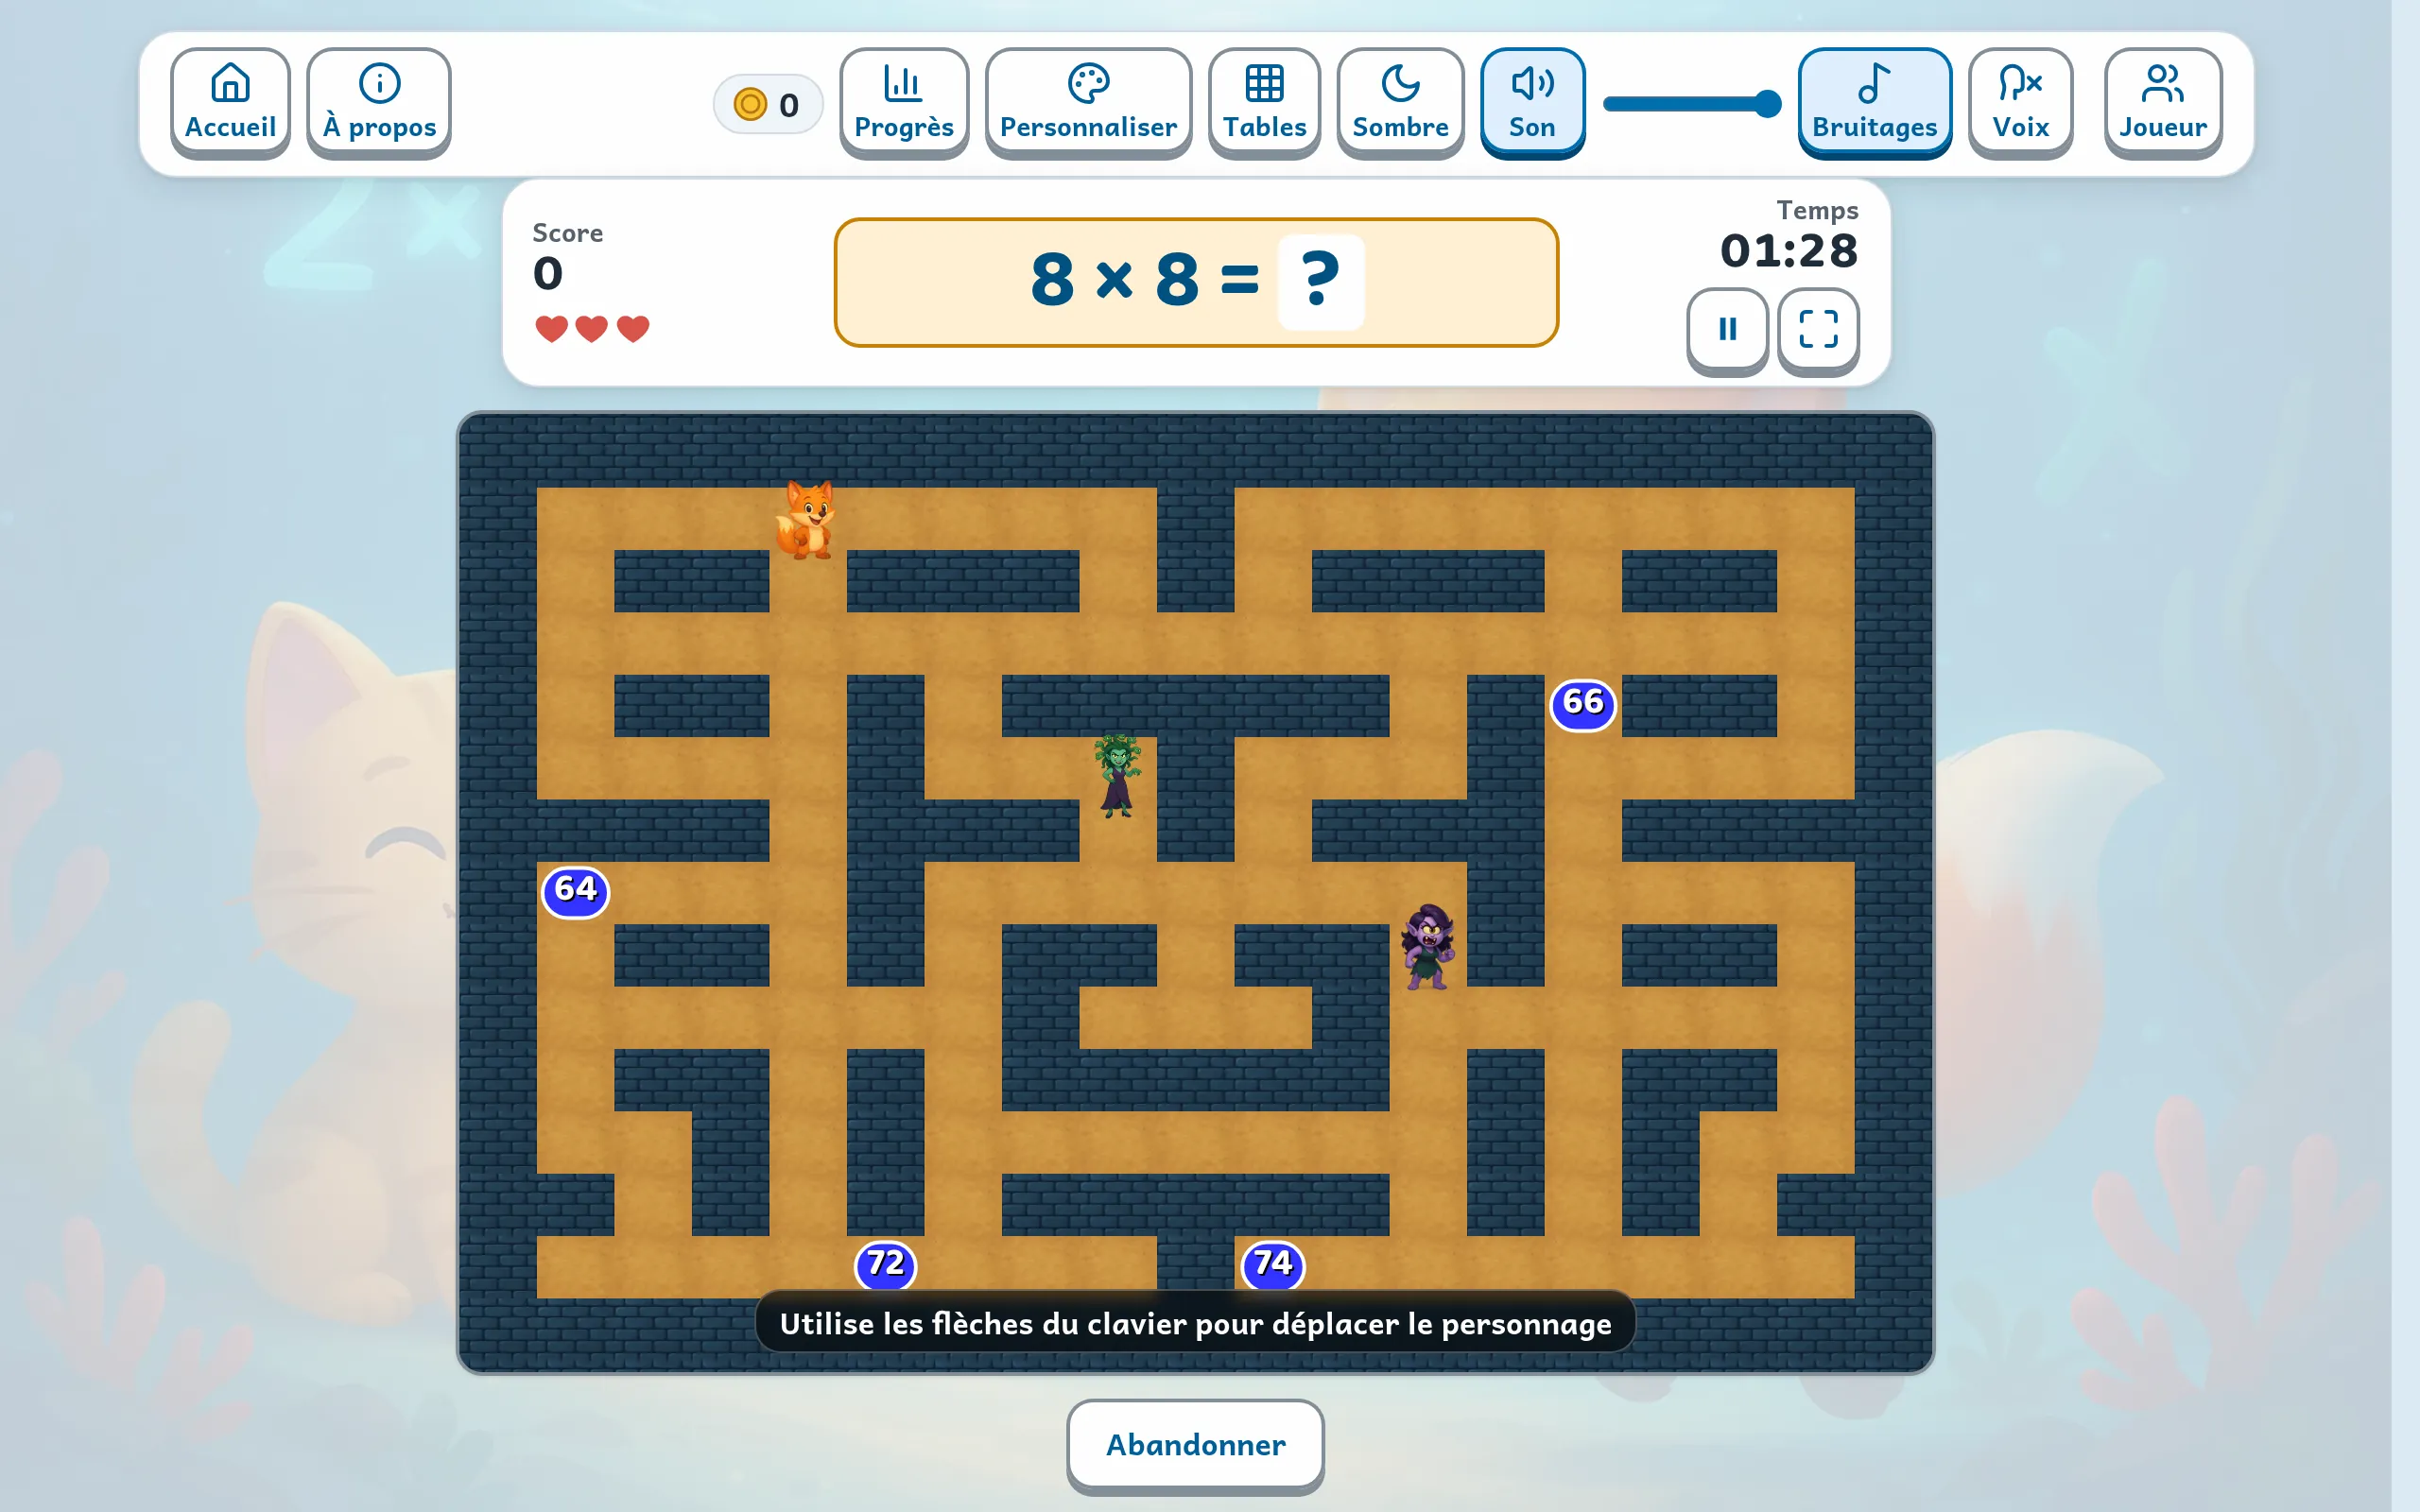 Accueil
À propos
0
Progrès
Personnaliser
Tables
Sombre
Son
Bruitages
Voix
Joueur
2×
Score
0
8 × 8 = ?
Temps
01:28
66
64
72
74
Utilise les flèches du clavier pour déplacer le personnage
Abandonner